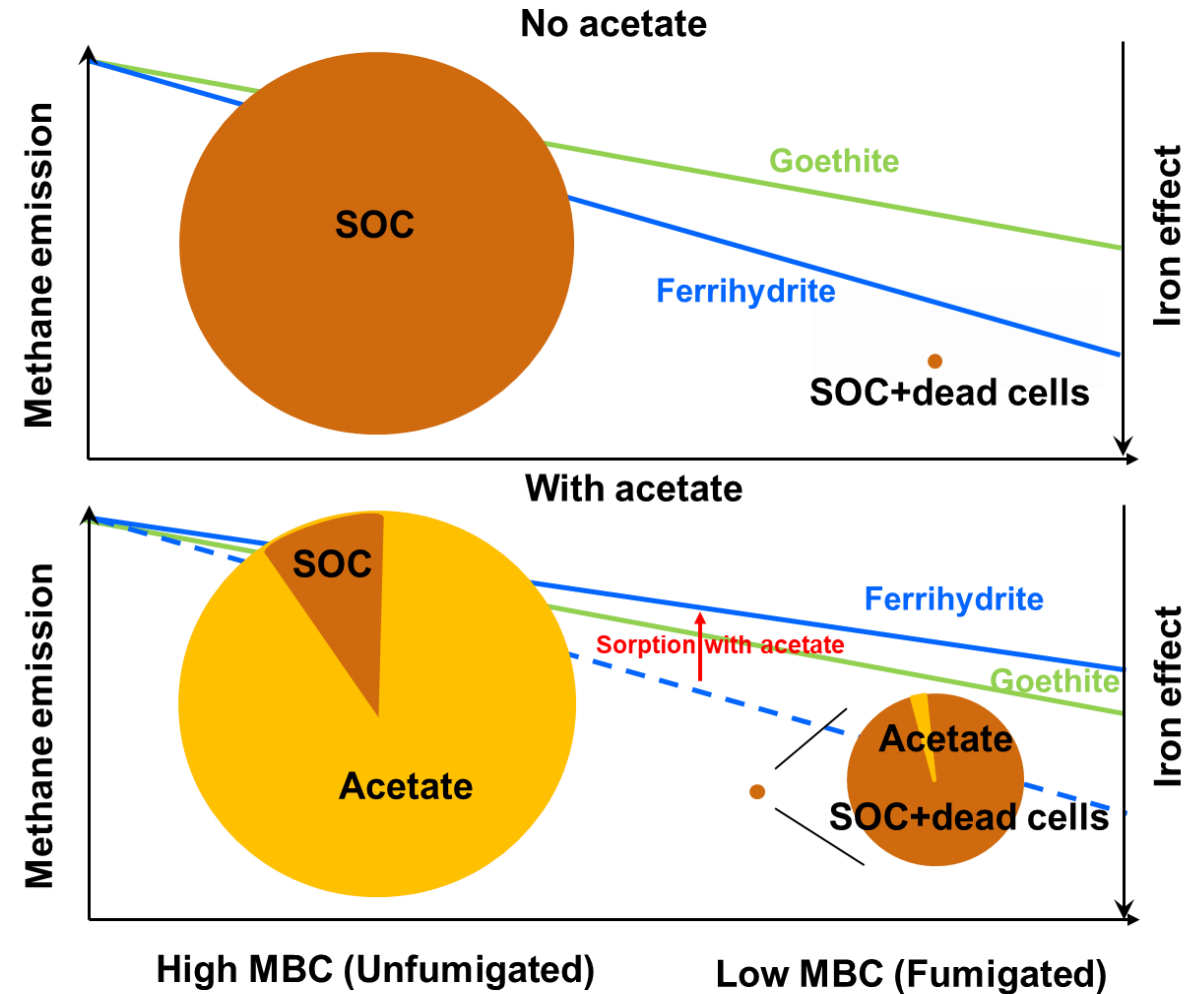 No acetate
Methane emission
Iron effect
Goethite
SOC
Ferrihydrite
SOC+dead cells
With acetate
Methane emission
Iron effect
SOC
Ferrihydrite
Sorption with acetate
Goethite
Acetate
Acetate
SOC+dead cells
High MBC (Unfumigated)
Low MBC (Fumigated)